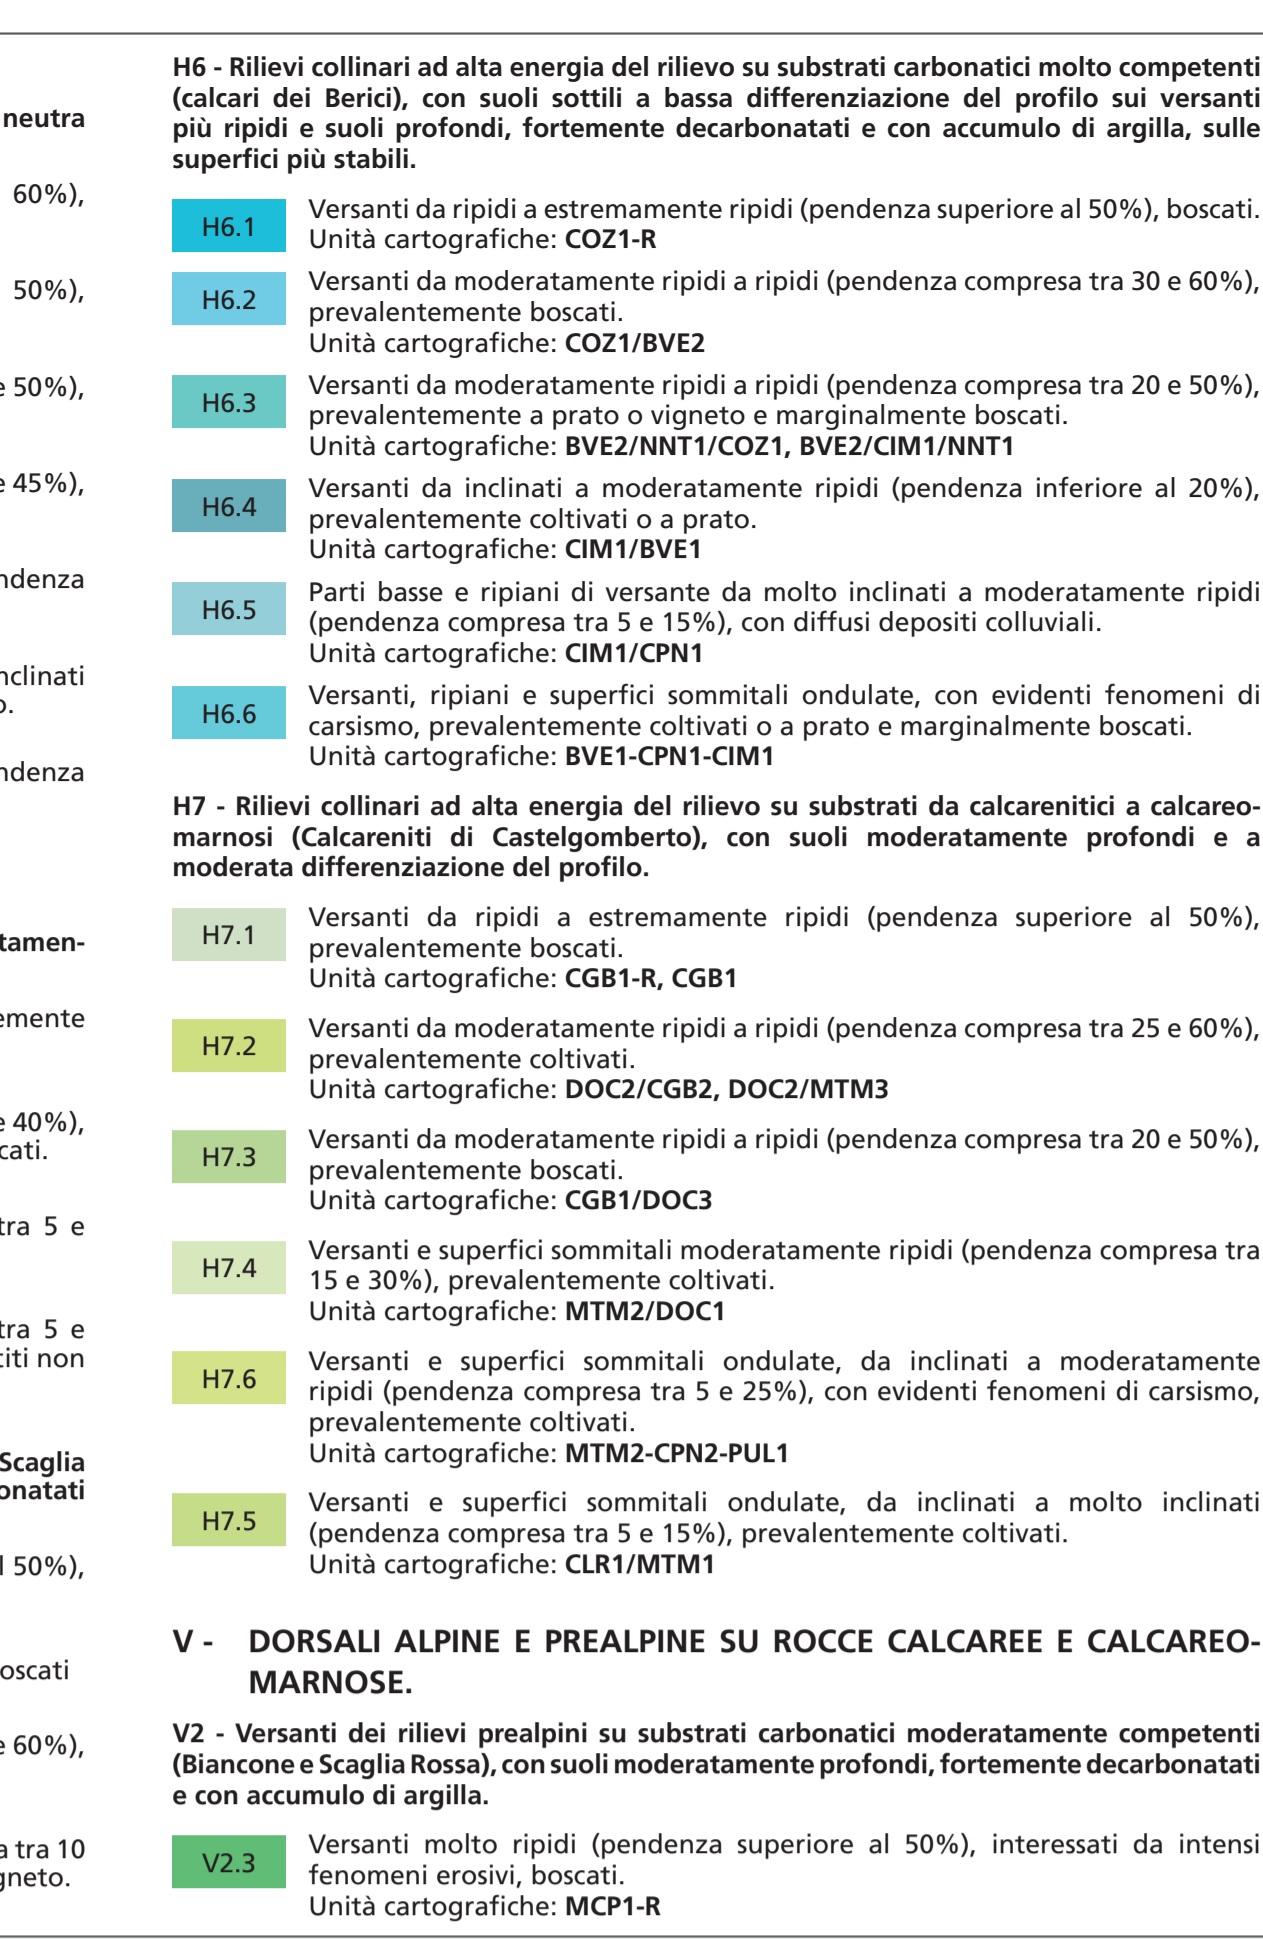 neutra
60%),
50%),
e 50%),
e 45%),
ndenza
nclinati
o.
ndenza
tamen-
emente
e 40%),
cati.
tra 5 e
tra 5 e
titi non
Scaglia
onatati
l 50%),
oscati
e 60%),
a tra 10
gneto.
H6 - Rilievi collinari ad alta energia del rilievo su substrati carbonatici molto competenti
(calcari dei Berici), con suoli sottili a bassa differenziazione del profilo sui versanti
più ripidi e suoli profondi, fortemente decarbonatati e con accumulo di argilla, sulle
superfici più stabili.
H6.1
Versanti da ripidi a estremamente ripidi (pendenza superiore al 50%), boscati.
Unità cartografiche: COZ1-R
H6.2
Versanti da moderatamente ripidi a ripidi (pendenza compresa tra 30 e 60%),
prevalentemente boscati.
Unità cartografiche: COZ1/BVE2
H6.3
Versanti da moderatamente ripidi a ripidi (pendenza compresa tra 20 e 50%),
prevalentemente a prato o vigneto e marginalmente boscati.
Unità cartografiche: BVE2/NNT1/COZ1, BVE2/CIM1/NNT1
H6.4
Versanti da inclinati a moderatamente ripidi (pendenza inferiore al 20%),
prevalentemente coltivati o a prato.
Unità cartografiche: CIM1/BVE1
H6.5
Parti basse e ripiani di versante da molto inclinati a moderatamente ripidi
(pendenza compresa tra 5 e 15%), con diffusi depositi colluviali.
Unità cartografiche: CIM1/CPN1
H6.6
Versanti, ripiani e superfici sommitali ondulate, con evidenti fenomeni di
carsismo, prevalentemente coltivati o a prato e marginalmente boscati.
Unità cartografiche: BVE1-CPN1-CIM1
H7 - Rilievi collinari ad alta energia del rilievo su substrati da calcarenitici a calcareo-
marnosi (Calcareniti di Castelgomberto), con suoli moderatamente profondi e a
moderata differenziazione del profilo.
H7.1
Versanti da ripidi a estremamente ripidi (pendenza superiore al 50%),
prevalentemente boscati.
Unità cartografiche: CGB1-R, CGB1
H7.2
Versanti da moderatamente ripidi a ripidi (pendenza compresa tra 25 e 60%),
prevalentemente coltivati.
Unità cartografiche: DOC2/CGB2, DOC2/MTM3
H7.3
Versanti da moderatamente ripidi a ripidi (pendenza compresa tra 20 e 50%),
prevalentemente boscati.
Unità cartografiche: CGB1/DOC3
H7.4
Versanti e superfici sommitali moderatamente ripidi (pendenza compresa tra
15 e 30%), prevalentemente coltivati.
Unità cartografiche: MTM2/DOC1
H7.6
Versanti e superfici sommitali ondulate, da inclinati a moderatamente
ripidi (pendenza compresa tra 5 e 25%), con evidenti fenomeni di carsismo,
prevalentemente coltivati.
Unità cartografiche: MTM2-CPN2-PUL1
H7.5
Versanti e superfici sommitali ondulate, da inclinati a molto inclinati
(pendenza compresa tra 5 e 15%), prevalentemente coltivati.
Unità cartografiche: CLR1/MTM1
V - DORSALI ALPINE E PREALPINE SU ROCCE CALCAREE E CALCAREO-
MARNOSE.
V2 - Versanti dei rilievi prealpini su substrati carbonatici moderatamente competenti
(Biancone e Scaglia Rossa), con suoli moderatamente profondi, fortemente decarbonatati
e con accumulo di argilla.
V2.3
Versanti molto ripidi (pendenza superiore al 50%), interessati da intensi
fenomeni erosivi, boscati.
Unità cartografiche: MCP1-R